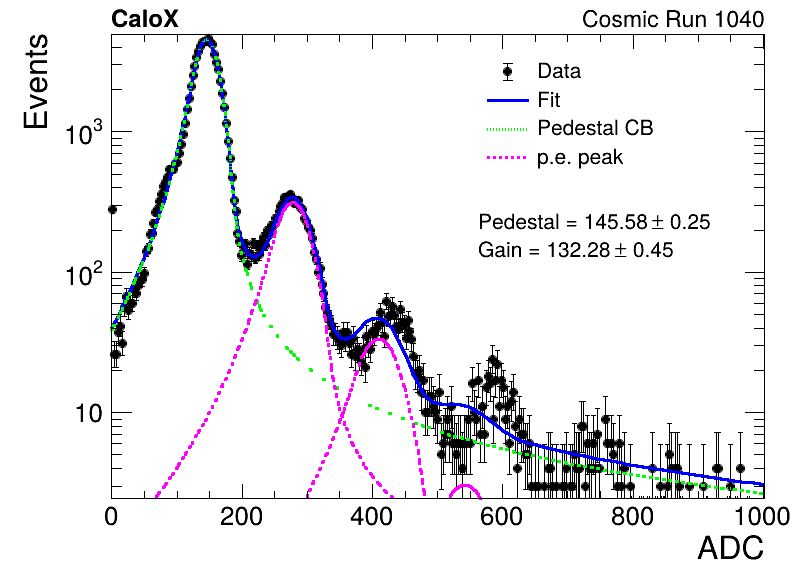 CaloX
Cosmic Run 1040
Events
Data
Fit
Pedestal CB
p.e. peak
Pedestal = 145.58 ± 0.25
Gain = 132.28 ± 0.45
10³
10²
10
0 200 400 600 800 1000
ADC